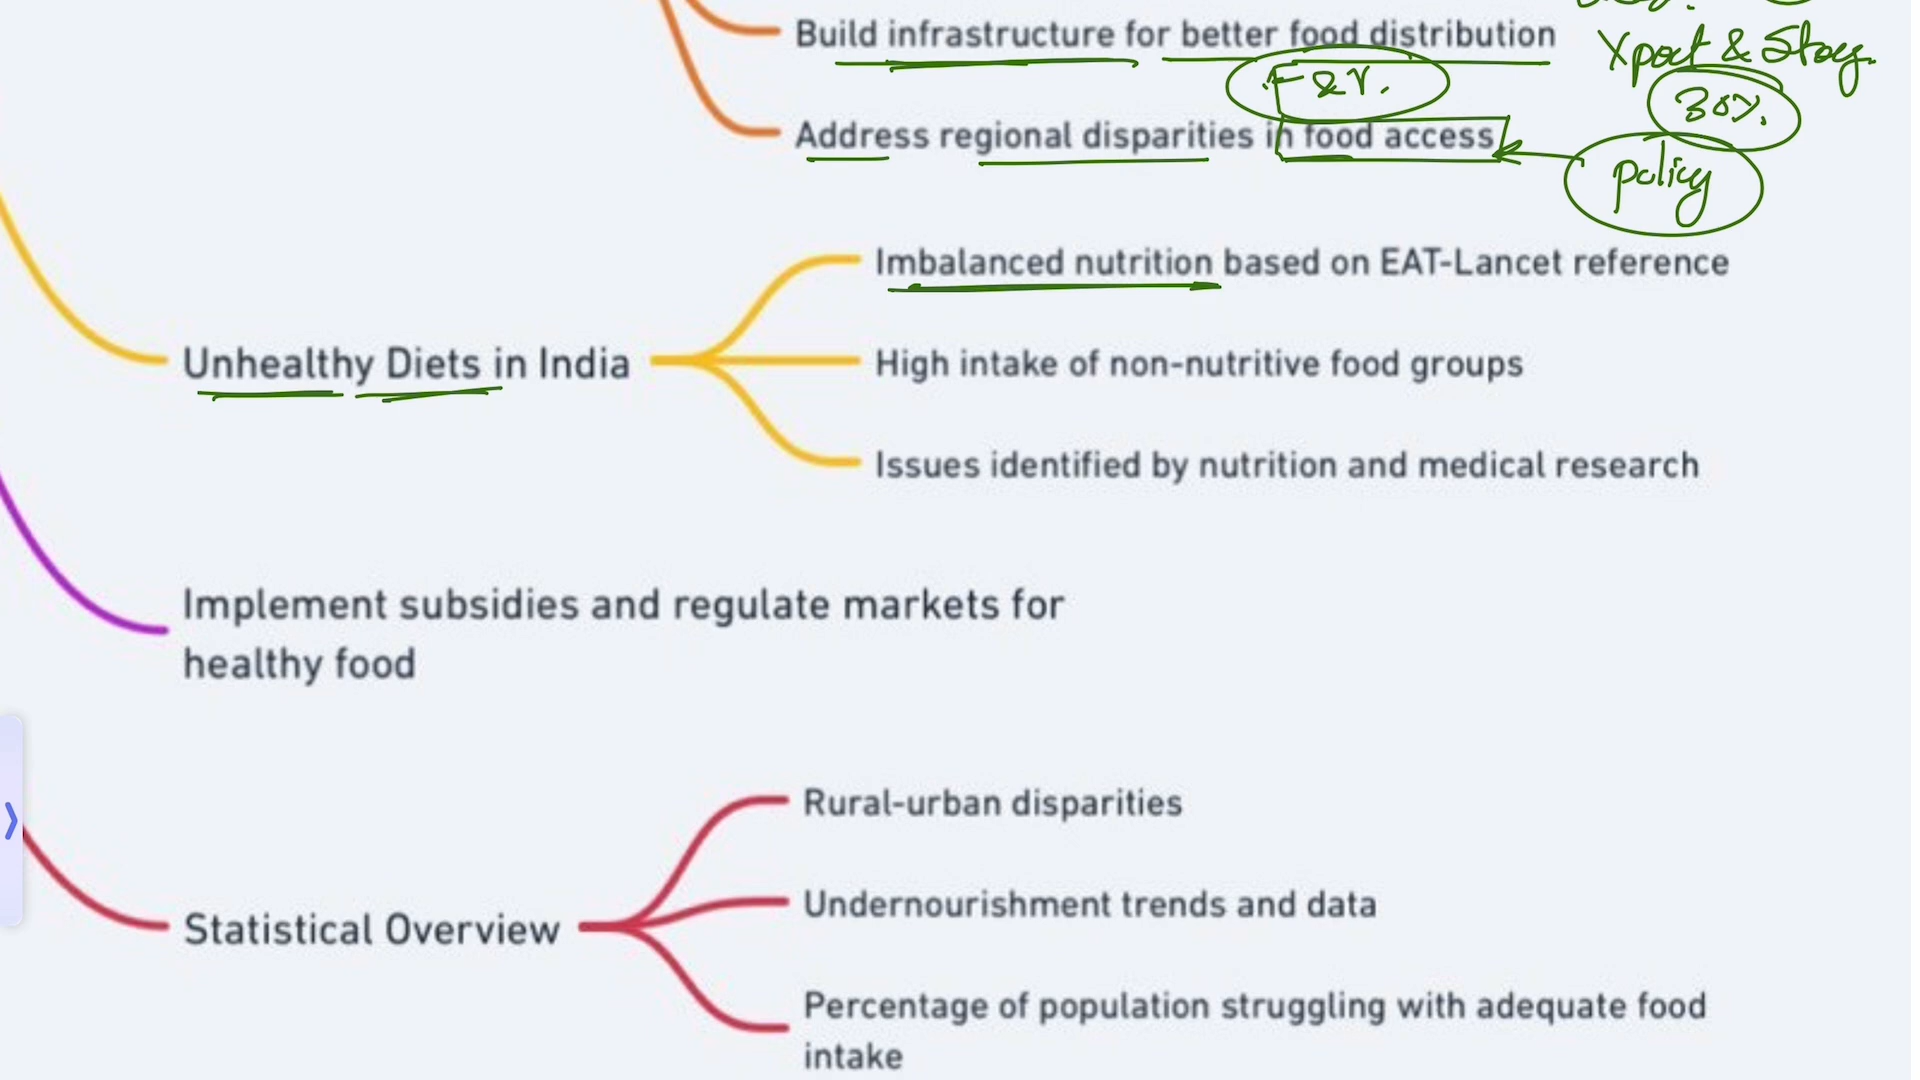 Build infrastructure for better food distribution
Xport & Storg.
F & V.
30%.
Address regional disparities in food access
policy
Imbalanced nutrition based on EAT-Lancet reference
Unhealthy Diets in India
High intake of non-nutritive food groups
Issues identified by nutrition and medical research
Implement subsidies and regulate markets for
healthy food
Rural-urban disparities
Undernourishment trends and data
Statistical Overview
Percentage of population struggling with adequate food
intake